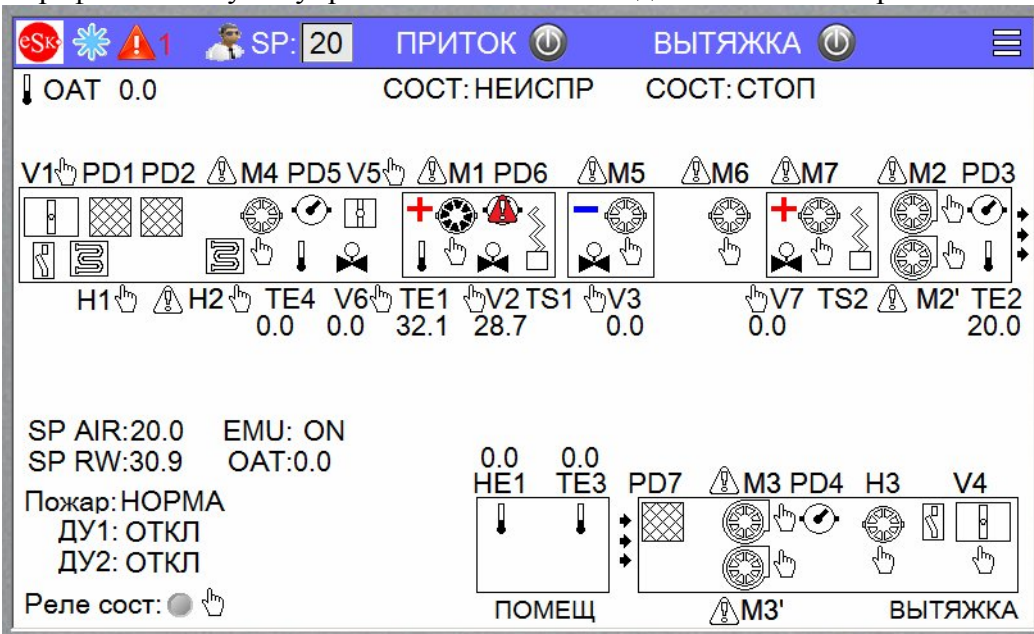 eSK 1 SP: 20 ПРИТОК ВЫТЯЖКА
OAT 0.0 СОСТ: НЕИСПР СОСТ: СТОП
V1 PD1 PD2 M4 PD5 V5 M1 PD6 M5 M6 M7 M2 PD3
H1 H2 TE4 V6 TE1 V2 TS1 V3 V7 TS2 M2' TE2
0.0 0.0 32.1 28.7 0.0 0.0 20.0
SP AIR:20.0 EMU: ON
SP RW:30.9 OAT:0.0
Пожар: НОРМА
ДУ1: ОТКЛ
ДУ2: ОТКЛ
Реле сост:
0.0 0.0
HE1 TE3 PD7 M3 PD4 H3 V4
ПОМЕЩ M3' ВЫТЯЖКА